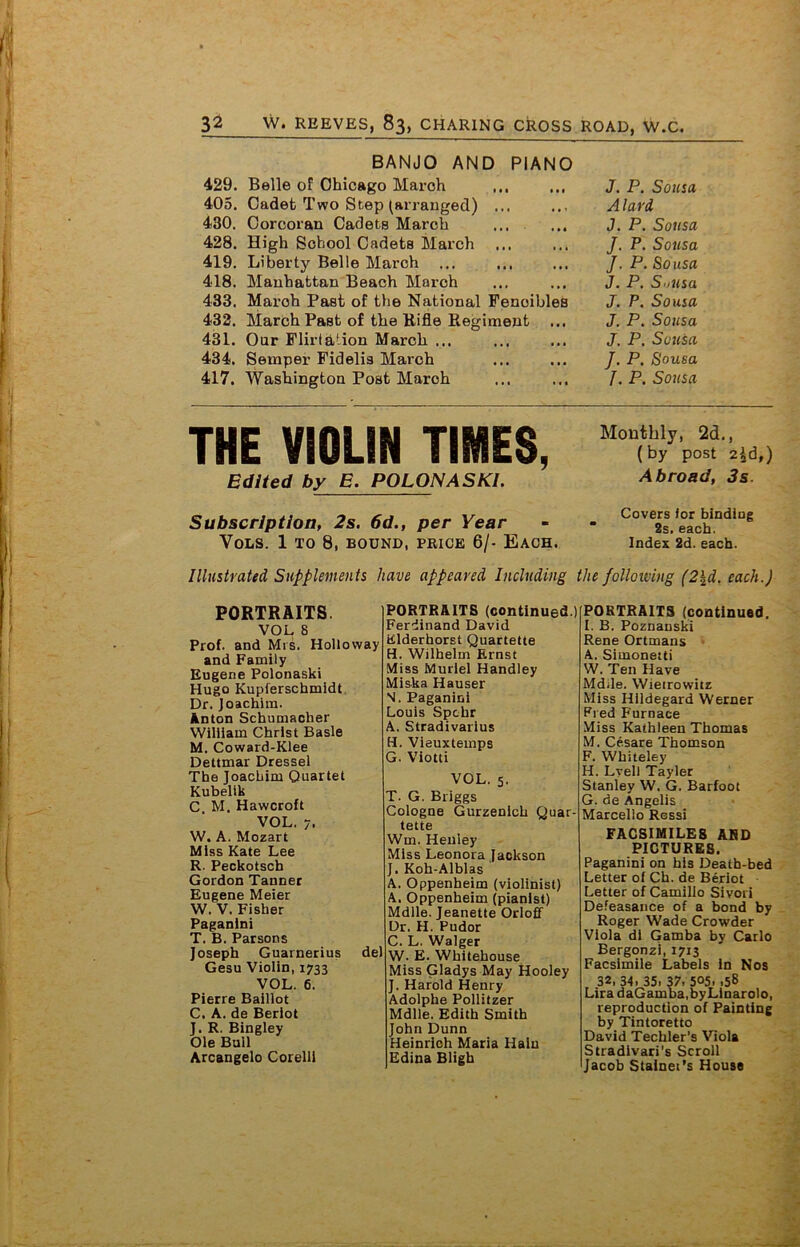 32 W. REEVES, 83, CHARING CROSS ROAD, W.C.
BANJO AND PIANO
429. Belle of Chicago March ... ... J. P. Sousa
405. Cadet Two Step (arranged) ... ... Alard
430. Corcoran Cadets March ... ... J. P. Sousa
428. High School Cadets March ... ... J. P. Sousa
419. Liberty Belle March ... ... ... J. P. Sousa
418. Manhattan Beach March ... ... J. P. Sousa
433. March Past of the National Fencibles J. P. Sousa
432. March Past of the Rifle Regiment ... J. P. Sousa
431. Our Flirtation March ... ... ... J. P. Sousa
434. Semper Fidelis March ... ... J. P. Sousa
417. Washington Post March ... ... J. P. Sousa
THE VIOLIN TIMES,
Edited by E. POLONASKI.
Monthly, 2d.,
(by post 2½d,)
Abroad, 3s.
Subscription, 2s. 6d., per Year - -
VOLS. 1 TO 8, BOUND, PRICE 6/- EACH.
Covers for binding
2s. each.
Index 2d. each.
Illustrated Supplements have appeared Including the following (2½d. each.)
PORTRAITS.
VOL 8
Prof. and Mrs. Holloway
and Family
Eugene Polonaski
Hugo Kupferschmidt
Dr. Joachim.
Anton Schumacher
William Christ Basle
M. Coward-Klee
Dettmar Dressel
The Joachim Quartet
Kubelik
C. M. Hawcroft
VOL. 7.
W. A. Mozart
Miss Kate Lee
R. Peckotsch
Gordon Tanner
Eugene Meier
W. V. Fisher
Paganini
T. B. Parsons
Joseph Guarnerius del
Gesu Violin, 1733
VOL. 6.
Pierre Baillot
C. A. de Beriot
J. R. Bingley
Ole Bull
Arcangelo Corelli
PORTRAITS (continued.)
Ferdinand David
Elderhorst Quartette
H. Wilhelm Ernst
Miss Muriel Handley
Miska Hauser
N. Paganini
Louis Spohr
A. Stradivarius
H. Vieuxtemps
G. Viotti
VOL. 5.
T. G. Briggs
Cologne Gurzenich Quar-
tette
Wm. Henley
Miss Leonora Jackson
J. Koh-Alblas
A. Oppenheim (violinist)
A. Oppenheim (pianist)
Mdlle. Jeanette Orloff
Dr. H. Pudor
C. L. Walger
W. E. Whitehouse
Miss Gladys May Hooley
J. Harold Henry
Adolphe Pollitzer
Mdlle. Edith Smith
John Dunn
Heinrich Maria Hain
Edina Bligh
PORTRAITS (continued.
I. B. Poznanski
Rene Ortmans
A. Simonetti
W. Ten Have
Mdlle. Wietrowitz
Miss Hildegard Werner
Fred Furnace
Miss Kathleen Thomas
M. Césare Thomson
F. Whiteley
H. Lyell Tayler
Stanley W. G. Barfoot
G. de Angelis
Marcello Rossi
FACSIMILES AND
PICTURES.
Paganini on his Death-bed
Letter of Ch. de Bériot
Letter of Camillo Sivori
Defeasance of a bond by
Roger Wade Crowder
Viola di Gamba by Carlo
Bergonzi, 1713
Facsimile Labels in Nos
32, 34, 35, 37, 505, ,58
Lira daGamba,byLinarolo,
reproduction of Painting
by Tintoretto
David Techler's Viola
Stradivari's Scroll
Jacob Stainer's House